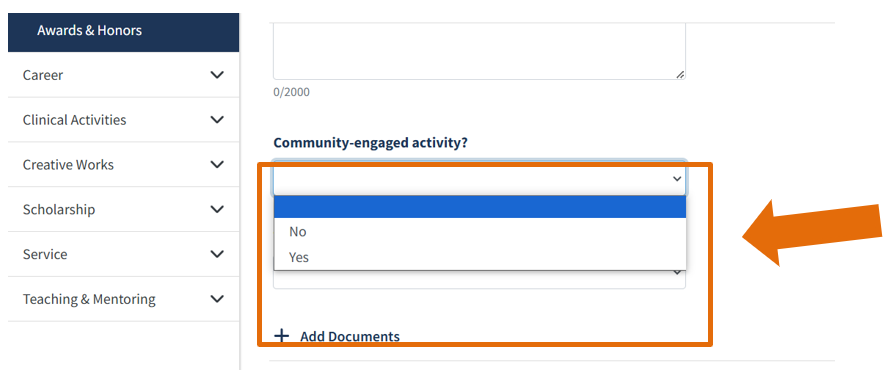 Awards & Honors
Career
Clinical Activities
Creative Works
Scholarship
Service
Teaching & Mentoring
0/2000
Community-engaged activity?
No
Yes
Add Documents